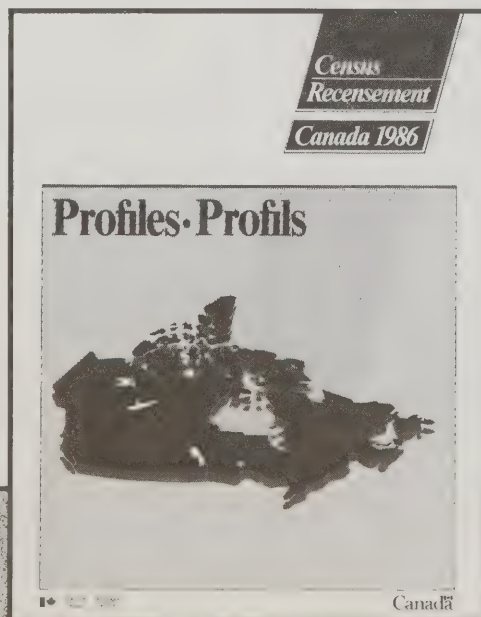 Census
Recensement
Canada 1986
Profiles • Profils
Canada